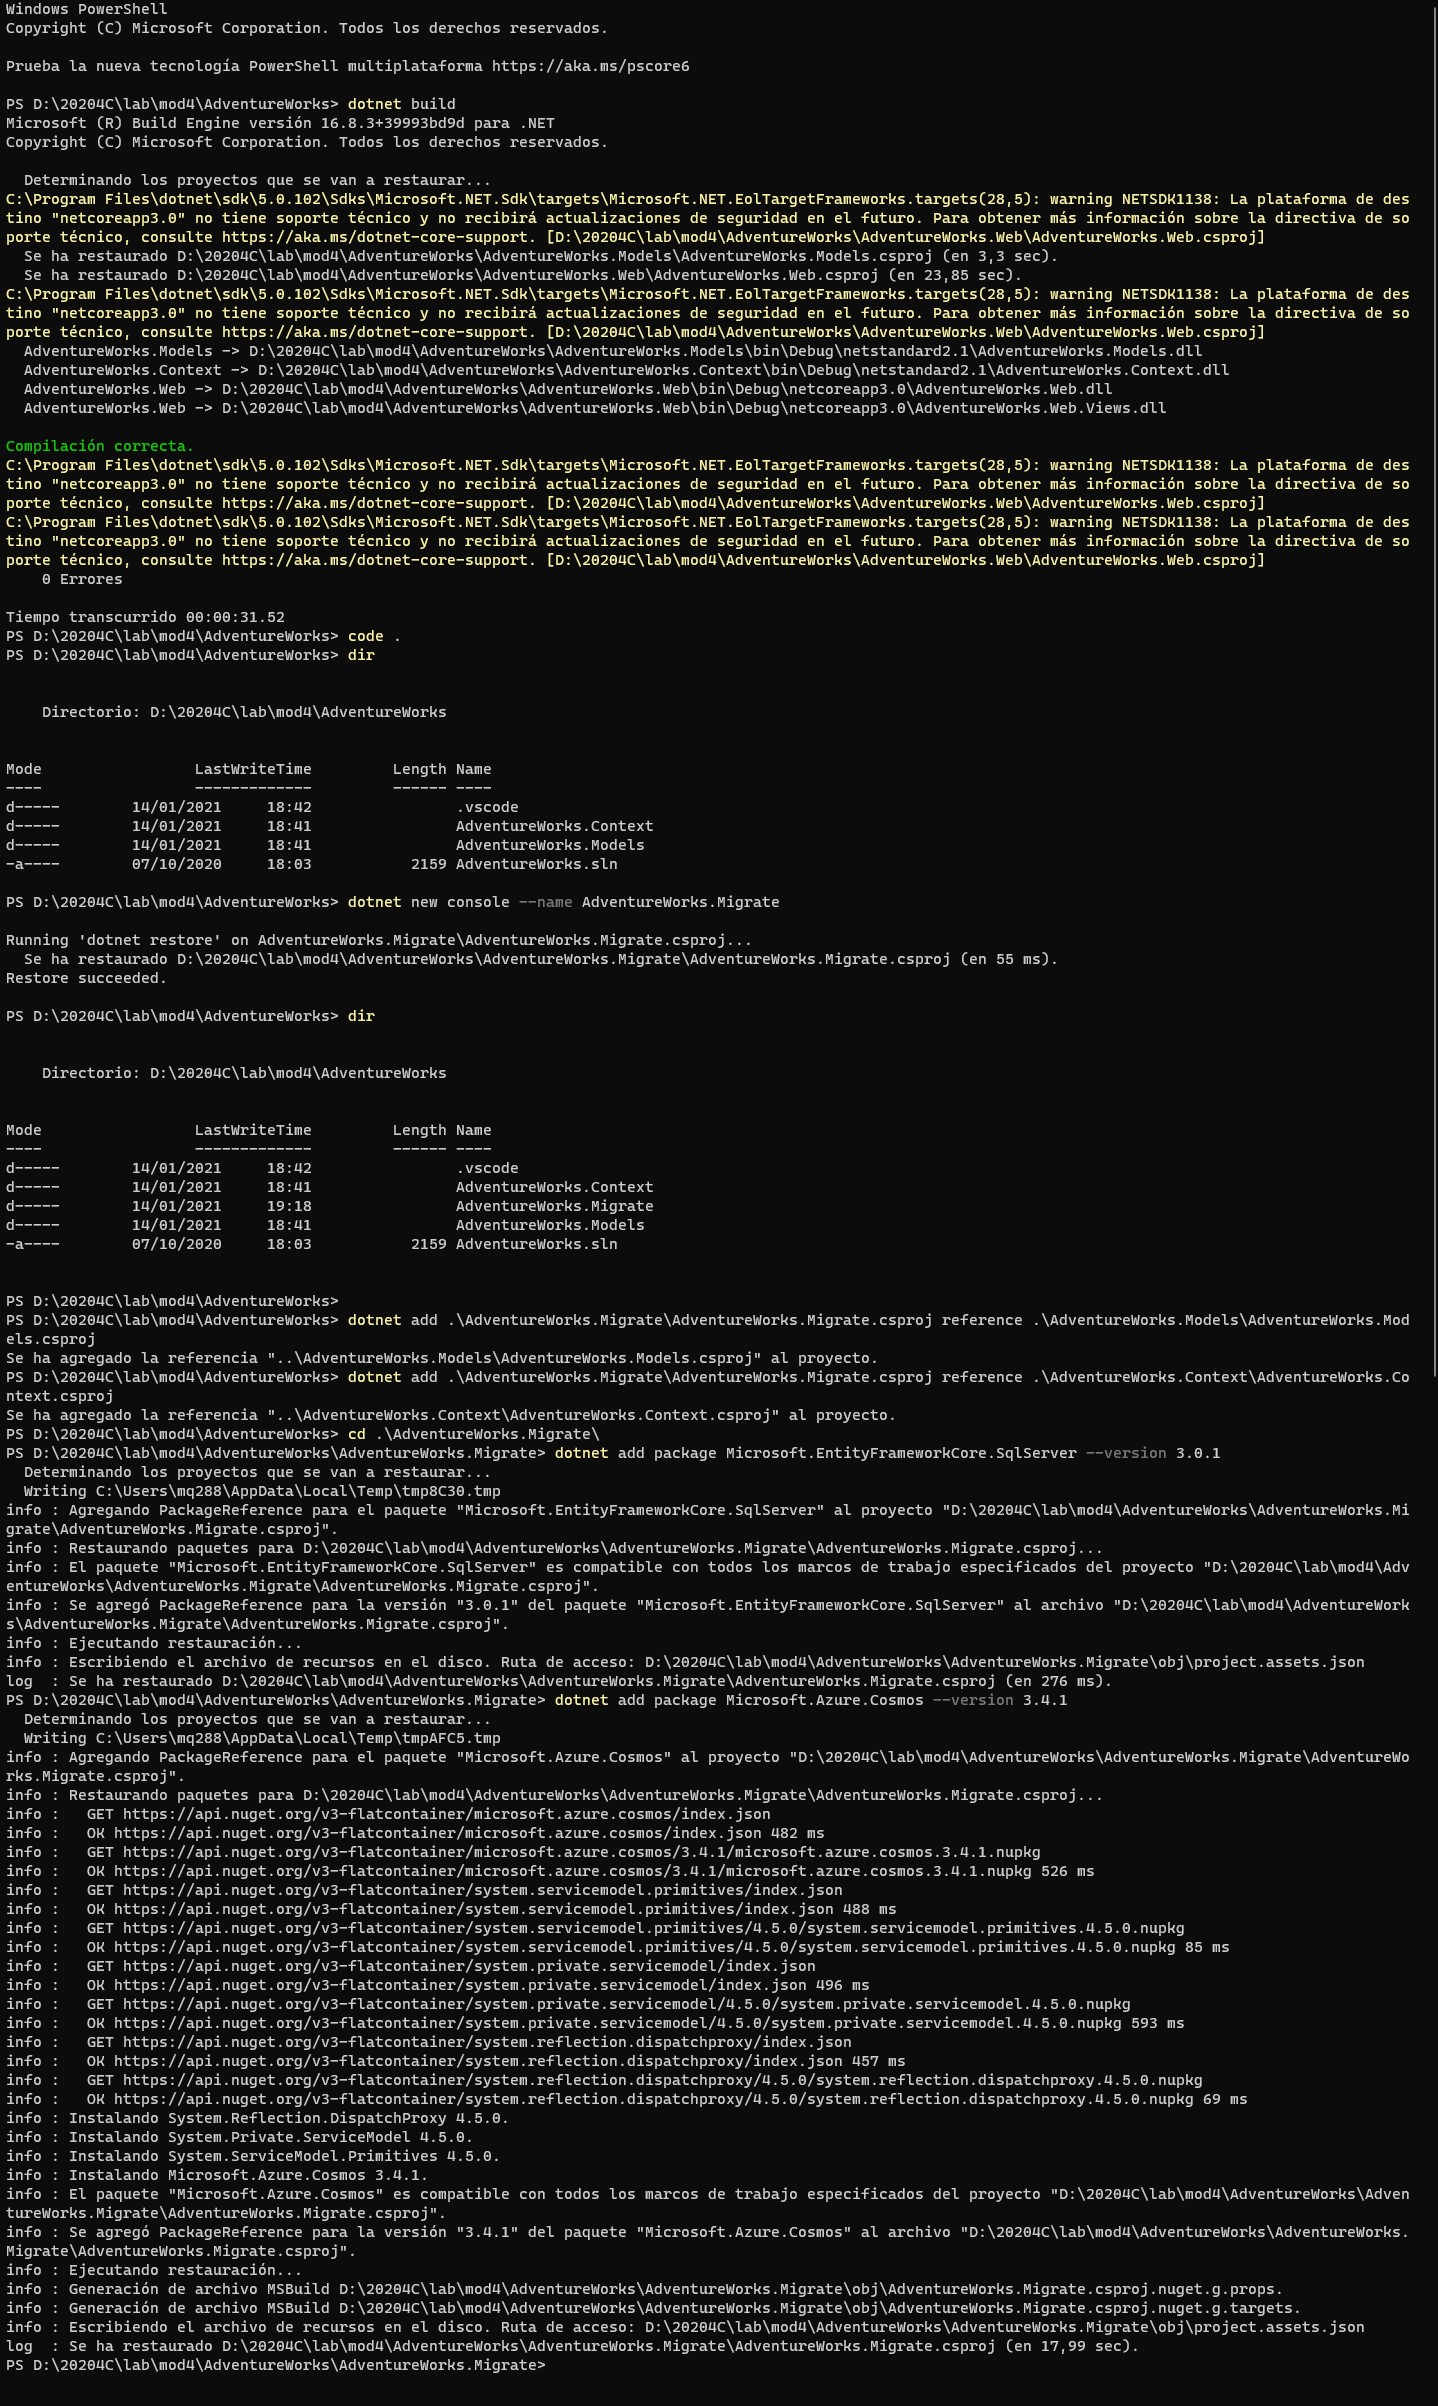 Windows PowerShell
Copyright (C) Microsoft Corporation. Todos los derechos reservados.
Prueba la nueva tecnología PowerShell multiplataforma https://aka.ms/pscore6
PS D:\20204C\lab\mod4\AdventureWorks> dotnet build
Microsoft (R) Build Engine versión 16.8.3+39993bd9d para .NET
Copyright (C) Microsoft Corporation. Todos los derechos reservados.
  Determinando los proyectos que se van a restaurar...
C:\Program Files\dotnet\sdk\5.0.102\Sdks\Microsoft.NET.Sdk\targets\Microsoft.NET.EolTargetFrameworks.targets(28,5): warning NETSDK1138: La plataforma de des
tino "netcoreapp3.0" no tiene soporte técnico y no recibirá actualizaciones de seguridad en el futuro. Para obtener más información sobre la directiva de so
porte técnico, consulte https://aka.ms/dotnet-core-support. [D:\20204C\lab\mod4\AdventureWorks\AdventureWorks.Web\AdventureWorks.Web.csproj]
  Se ha restaurado D:\20204C\lab\mod4\AdventureWorks\AdventureWorks.Models\AdventureWorks.Models.csproj (en 3,3 sec).
  Se ha restaurado D:\20204C\lab\mod4\AdventureWorks\AdventureWorks.Web\AdventureWorks.Web.csproj (en 23,85 sec).
C:\Program Files\dotnet\sdk\5.0.102\Sdks\Microsoft.NET.Sdk\targets\Microsoft.NET.EolTargetFrameworks.targets(28,5): warning NETSDK1138: La plataforma de des
tino "netcoreapp3.0" no tiene soporte técnico y no recibirá actualizaciones de seguridad en el futuro. Para obtener más información sobre la directiva de so
porte técnico, consulte https://aka.ms/dotnet-core-support. [D:\20204C\lab\mod4\AdventureWorks\AdventureWorks.Web\AdventureWorks.Web.csproj]
  AdventureWorks.Models -> D:\20204C\lab\mod4\AdventureWorks\AdventureWorks.Models\bin\Debug\netstandard2.1\AdventureWorks.Models.dll
  AdventureWorks.Context -> D:\20204C\lab\mod4\AdventureWorks\AdventureWorks.Context\bin\Debug\netstandard2.1\AdventureWorks.Context.dll
  AdventureWorks.Web -> D:\20204C\lab\mod4\AdventureWorks\AdventureWorks.Web\bin\Debug\netcoreapp3.0\AdventureWorks.Web.dll
  AdventureWorks.Web -> D:\20204C\lab\mod4\AdventureWorks\AdventureWorks.Web\bin\Debug\netcoreapp3.0\AdventureWorks.Web.Views.dll
Compilación correcta.
C:\Program Files\dotnet\sdk\5.0.102\Sdks\Microsoft.NET.Sdk\targets\Microsoft.NET.EolTargetFrameworks.targets(28,5): warning NETSDK1138: La plataforma de des
tino "netcoreapp3.0" no tiene soporte técnico y no recibirá actualizaciones de seguridad en el futuro. Para obtener más información sobre la directiva de so
porte técnico, consulte https://aka.ms/dotnet-core-support. [D:\20204C\lab\mod4\AdventureWorks\AdventureWorks.Web\AdventureWorks.Web.csproj]
C:\Program Files\dotnet\sdk\5.0.102\Sdks\Microsoft.NET.Sdk\targets\Microsoft.NET.EolTargetFrameworks.targets(28,5): warning NETSDK1138: La plataforma de des
tino "netcoreapp3.0" no tiene soporte técnico y no recibirá actualizaciones de seguridad en el futuro. Para obtener más información sobre la directiva de so
porte técnico, consulte https://aka.ms/dotnet-core-support. [D:\20204C\lab\mod4\AdventureWorks\AdventureWorks.Web\AdventureWorks.Web.csproj]
    0 Errores
Tiempo transcurrido 00:00:31.52
PS D:\20204C\lab\mod4\AdventureWorks> code .
PS D:\20204C\lab\mod4\AdventureWorks> dir
    Directorio: D:\20204C\lab\mod4\AdventureWorks
Mode                 LastWriteTime         Length Name
----                 -------------         ------ ----
d-----        14/01/2021     18:42                .vscode
d-----        14/01/2021     18:41                AdventureWorks.Context
d-----        14/01/2021     18:41                AdventureWorks.Models
-a----        07/10/2020     18:03           2159 AdventureWorks.sln
PS D:\20204C\lab\mod4\AdventureWorks> dotnet new console --name AdventureWorks.Migrate
Running 'dotnet restore' on AdventureWorks.Migrate\AdventureWorks.Migrate.csproj...
  Se ha restaurado D:\20204C\lab\mod4\AdventureWorks\AdventureWorks.Migrate\AdventureWorks.Migrate.csproj (en 55 ms).
Restore succeeded.
PS D:\20204C\lab\mod4\AdventureWorks> dir
    Directorio: D:\20204C\lab\mod4\AdventureWorks
Mode                 LastWriteTime         Length Name
----                 -------------         ------ ----
d-----        14/01/2021     18:42                .vscode
d-----        14/01/2021     18:41                AdventureWorks.Context
d-----        14/01/2021     19:18                AdventureWorks.Migrate
d-----        14/01/2021     18:41                AdventureWorks.Models
-a----        07/10/2020     18:03           2159 AdventureWorks.sln
PS D:\20204C\lab\mod4\AdventureWorks>
PS D:\20204C\lab\mod4\AdventureWorks> dotnet add .\AdventureWorks.Migrate\AdventureWorks.Migrate.csproj reference .\AdventureWorks.Models\AdventureWorks.Mod
els.csproj
Se ha agregado la referencia "..\AdventureWorks.Models\AdventureWorks.Models.csproj" al proyecto.
PS D:\20204C\lab\mod4\AdventureWorks> dotnet add .\AdventureWorks.Migrate\AdventureWorks.Migrate.csproj reference .\AdventureWorks.Context\AdventureWorks.Co
ntext.csproj
Se ha agregado la referencia "..\AdventureWorks.Context\AdventureWorks.Context.csproj" al proyecto.
PS D:\20204C\lab\mod4\AdventureWorks> cd .\AdventureWorks.Migrate\
PS D:\20204C\lab\mod4\AdventureWorks\AdventureWorks.Migrate> dotnet add package Microsoft.EntityFrameworkCore.SqlServer --version 3.0.1
  Determinando los proyectos que se van a restaurar...
  Writing C:\Users\mq288\AppData\Local\Temp\tmp8C30.tmp
info : Agregando PackageReference para el paquete "Microsoft.EntityFrameworkCore.SqlServer" al proyecto "D:\20204C\lab\mod4\AdventureWorks\AdventureWorks.Mi
grate\AdventureWorks.Migrate.csproj".
info : Restaurando paquetes para D:\20204C\lab\mod4\AdventureWorks\AdventureWorks.Migrate\AdventureWorks.Migrate.csproj...
info : El paquete "Microsoft.EntityFrameworkCore.SqlServer" es compatible con todos los marcos de trabajo especificados del proyecto "D:\20204C\lab\mod4\Adv
entureWorks\AdventureWorks.Migrate\AdventureWorks.Migrate.csproj".
info : Se agregó PackageReference para la versión "3.0.1" del paquete "Microsoft.EntityFrameworkCore.SqlServer" al archivo "D:\20204C\lab\mod4\AdventureWork
s\AdventureWorks.Migrate\AdventureWorks.Migrate.csproj".
info : Ejecutando restauración...
info : Escribiendo el archivo de recursos en el disco. Ruta de acceso: D:\20204C\lab\mod4\AdventureWorks\AdventureWorks.Migrate\obj\project.assets.json
log  : Se ha restaurado D:\20204C\lab\mod4\AdventureWorks\AdventureWorks.Migrate\AdventureWorks.Migrate.csproj (en 276 ms).
PS D:\20204C\lab\mod4\AdventureWorks\AdventureWorks.Migrate> dotnet add package Microsoft.Azure.Cosmos --version 3.4.1
  Determinando los proyectos que se van a restaurar...
  Writing C:\Users\mq288\AppData\Local\Temp\tmpAFC5.tmp
info : Agregando PackageReference para el paquete "Microsoft.Azure.Cosmos" al proyecto "D:\20204C\lab\mod4\AdventureWorks\AdventureWorks.Migrate\AdventureWo
rks.Migrate.csproj".
info : Restaurando paquetes para D:\20204C\lab\mod4\AdventureWorks\AdventureWorks.Migrate\AdventureWorks.Migrate.csproj...
info :   GET https://api.nuget.org/v3-flatcontainer/microsoft.azure.cosmos/index.json
info :   OK https://api.nuget.org/v3-flatcontainer/microsoft.azure.cosmos/index.json 482 ms
info :   GET https://api.nuget.org/v3-flatcontainer/microsoft.azure.cosmos/3.4.1/microsoft.azure.cosmos.3.4.1.nupkg
info :   OK https://api.nuget.org/v3-flatcontainer/microsoft.azure.cosmos/3.4.1/microsoft.azure.cosmos.3.4.1.nupkg 526 ms
info :   GET https://api.nuget.org/v3-flatcontainer/system.servicemodel.primitives/index.json
info :   OK https://api.nuget.org/v3-flatcontainer/system.servicemodel.primitives/index.json 488 ms
info :   GET https://api.nuget.org/v3-flatcontainer/system.servicemodel.primitives/4.5.0/system.servicemodel.primitives.4.5.0.nupkg
info :   OK https://api.nuget.org/v3-flatcontainer/system.servicemodel.primitives/4.5.0/system.servicemodel.primitives.4.5.0.nupkg 85 ms
info :   GET https://api.nuget.org/v3-flatcontainer/system.private.servicemodel/index.json
info :   OK https://api.nuget.org/v3-flatcontainer/system.private.servicemodel/index.json 496 ms
info :   GET https://api.nuget.org/v3-flatcontainer/system.private.servicemodel/4.5.0/system.private.servicemodel.4.5.0.nupkg
info :   OK https://api.nuget.org/v3-flatcontainer/system.private.servicemodel/4.5.0/system.private.servicemodel.4.5.0.nupkg 593 ms
info :   GET https://api.nuget.org/v3-flatcontainer/system.reflection.dispatchproxy/index.json
info :   OK https://api.nuget.org/v3-flatcontainer/system.reflection.dispatchproxy/index.json 457 ms
info :   GET https://api.nuget.org/v3-flatcontainer/system.reflection.dispatchproxy/4.5.0/system.reflection.dispatchproxy.4.5.0.nupkg
info :   OK https://api.nuget.org/v3-flatcontainer/system.reflection.dispatchproxy/4.5.0/system.reflection.dispatchproxy.4.5.0.nupkg 69 ms
info : Instalando System.Reflection.DispatchProxy 4.5.0.
info : Instalando System.Private.ServiceModel 4.5.0.
info : Instalando System.ServiceModel.Primitives 4.5.0.
info : Instalando Microsoft.Azure.Cosmos 3.4.1.
info : El paquete "Microsoft.Azure.Cosmos" es compatible con todos los marcos de trabajo especificados del proyecto "D:\20204C\lab\mod4\AdventureWorks\Adven
tureWorks.Migrate\AdventureWorks.Migrate.csproj".
info : Se agregó PackageReference para la versión "3.4.1" del paquete "Microsoft.Azure.Cosmos" al archivo "D:\20204C\lab\mod4\AdventureWorks\AdventureWorks.
Migrate\AdventureWorks.Migrate.csproj".
info : Ejecutando restauración...
info : Generación de archivo MSBuild D:\20204C\lab\mod4\AdventureWorks\AdventureWorks.Migrate\obj\AdventureWorks.Migrate.csproj.nuget.g.props.
info : Generación de archivo MSBuild D:\20204C\lab\mod4\AdventureWorks\AdventureWorks.Migrate\obj\AdventureWorks.Migrate.csproj.nuget.g.targets.
info : Escribiendo el archivo de recursos en el disco. Ruta de acceso: D:\20204C\lab\mod4\AdventureWorks\AdventureWorks.Migrate\obj\project.assets.json
log  : Se ha restaurado D:\20204C\lab\mod4\AdventureWorks\AdventureWorks.Migrate\AdventureWorks.Migrate.csproj (en 17,99 sec).
PS D:\20204C\lab\mod4\AdventureWorks\AdventureWorks.Migrate>